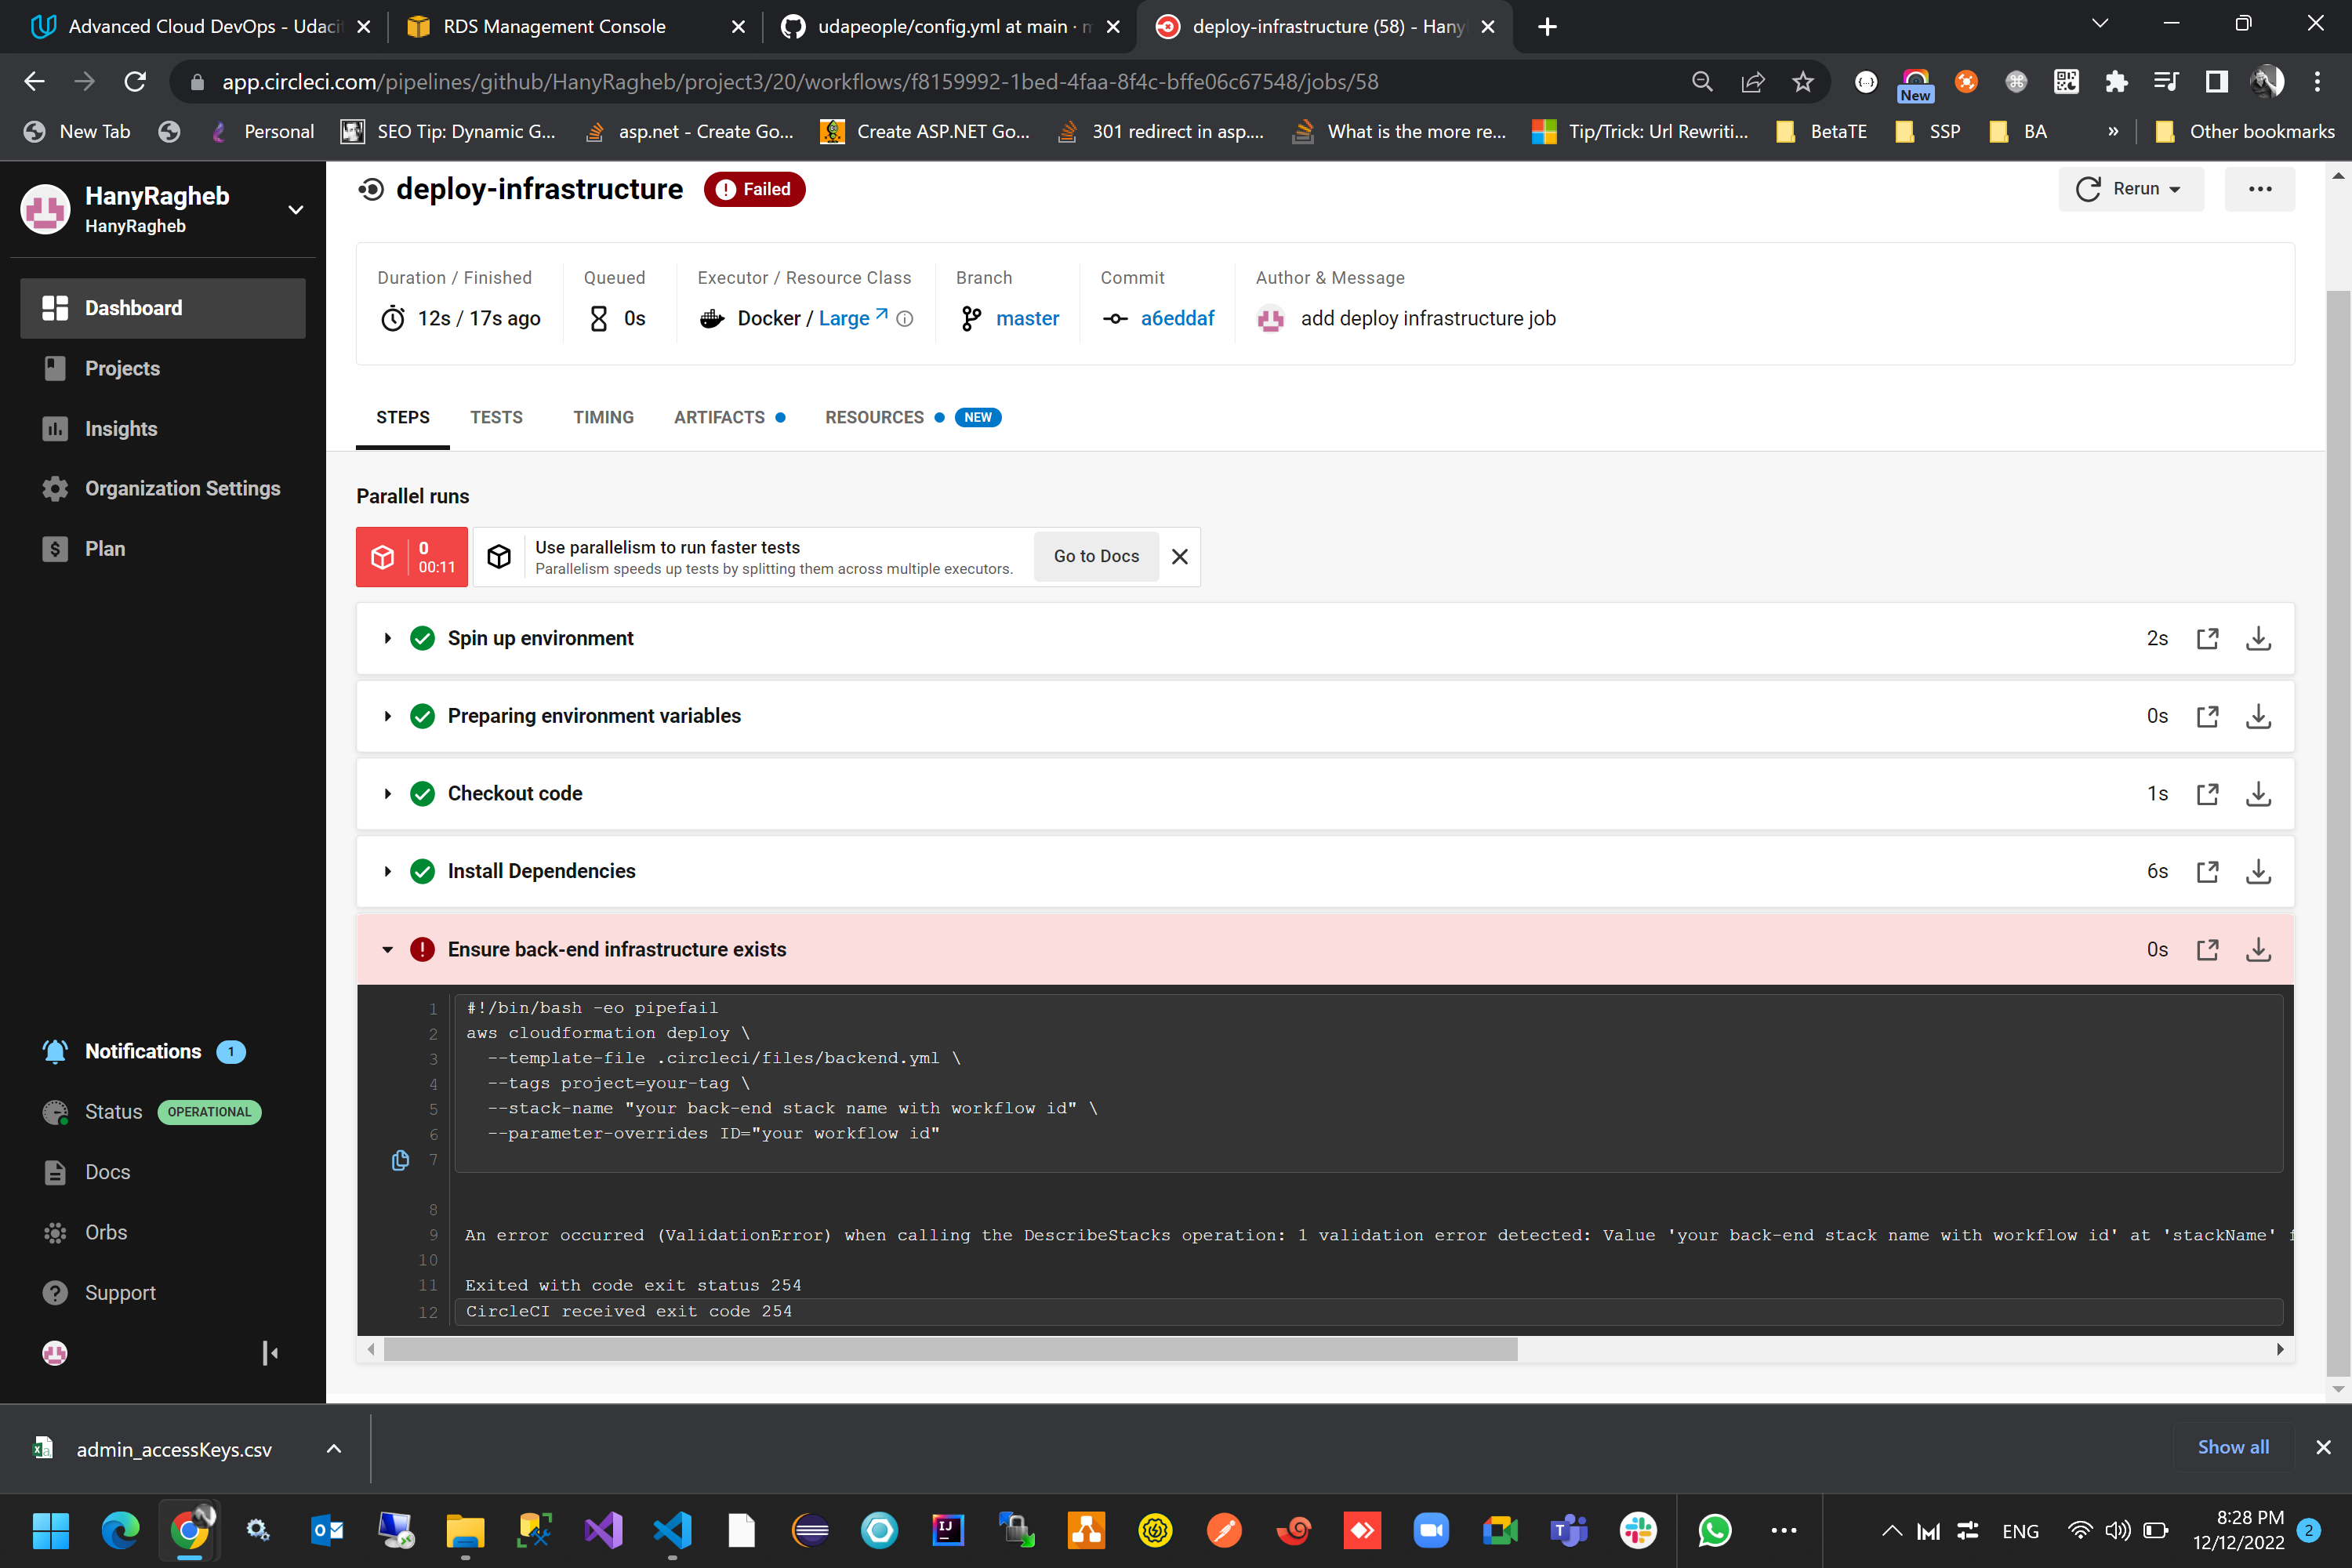 Advanced Cloud DevOps - Udaci
RDS Management Console
udapeople/config.yml at main · m
deploy-infrastructure (58) - Hany
app.circleci.com/pipelines/github/HanyRagheb/project3/20/workflows/f8159992-1bed-4faa-8f4c-bffe06c67548/jobs/58
New
New Tab
Personal
SEO Tip: Dynamic G...
asp.net - Create Go...
Create ASP.NET Go...
301 redirect in asp....
What is the more re...
Tip/Trick: Url Rewriti...
BetaTE
SSP
BA
»
Other bookmarks
HanyRagheb
HanyRagheb
Dashboard
Projects
Insights
Organization Settings
Plan
Notifications 1
Status OPERATIONAL
Docs
Orbs
Support
deploy-infrastructure
Failed
Rerun
Duration / Finished
12s / 17s ago
Queued
0s
Executor / Resource Class
Docker / Large
Branch
master
Commit
a6eddaf
Author & Message
add deploy infrastructure job
STEPS
TESTS
TIMING
ARTIFACTS
RESOURCES
NEW
Parallel runs
0
00:11
Use parallelism to run faster tests
Parallelism speeds up tests by splitting them across multiple executors.
Go to Docs
Spin up environment 2s
Preparing environment variables 0s
Checkout code 1s
Install Dependencies 6s
Ensure back-end infrastructure exists 0s
1 #!/bin/bash -eo pipefail
2 aws cloudformation deploy \
3 --template-file .circleci/files/backend.yml \
4 --tags project=your-tag \
5 --stack-name "your back-end stack name with workflow id" \
6 --parameter-overrides ID="your workflow id"
7
8
9 An error occurred (ValidationError) when calling the DescribeStacks operation: 1 validation error detected: Value 'your back-end stack name with workflow id' at 'stackName'
10
11 Exited with code exit status 254
12 CircleCI received exit code 254
admin_accessKeys.csv
Show all
ENG
8:28 PM
12/12/2022
2